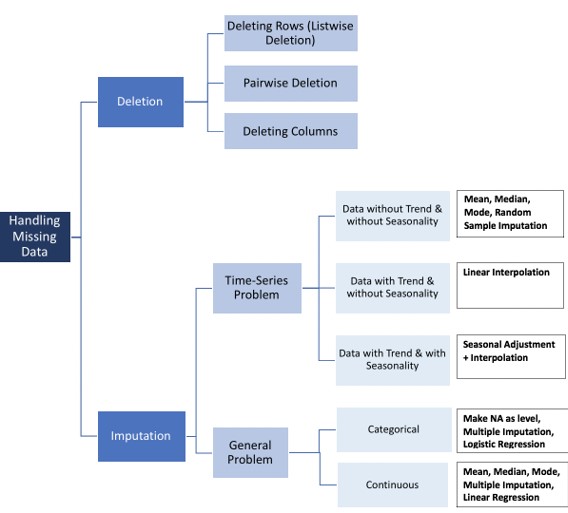 Deleting Rows (Listwise
Deletion)
Deletion
Pairwise Deletion
Deleting Columns
Handling
Missing
Data
Data without Trend &
without Seasonality
Mean, Median,
Mode, Random
Sample Imputation
Time-Series
Problem
Data with Trend &
without Seasonality
Linear Interpolation
Data with Trend & with
Seasonality
Seasonal Adjustment
+ Interpolation
Imputation
General
Problem
Categorical
Make NA as level,
Multiple Imputation,
Logistic Regression
Continuous
Mean, Median, Mode,
Multiple Imputation,
Linear Regression